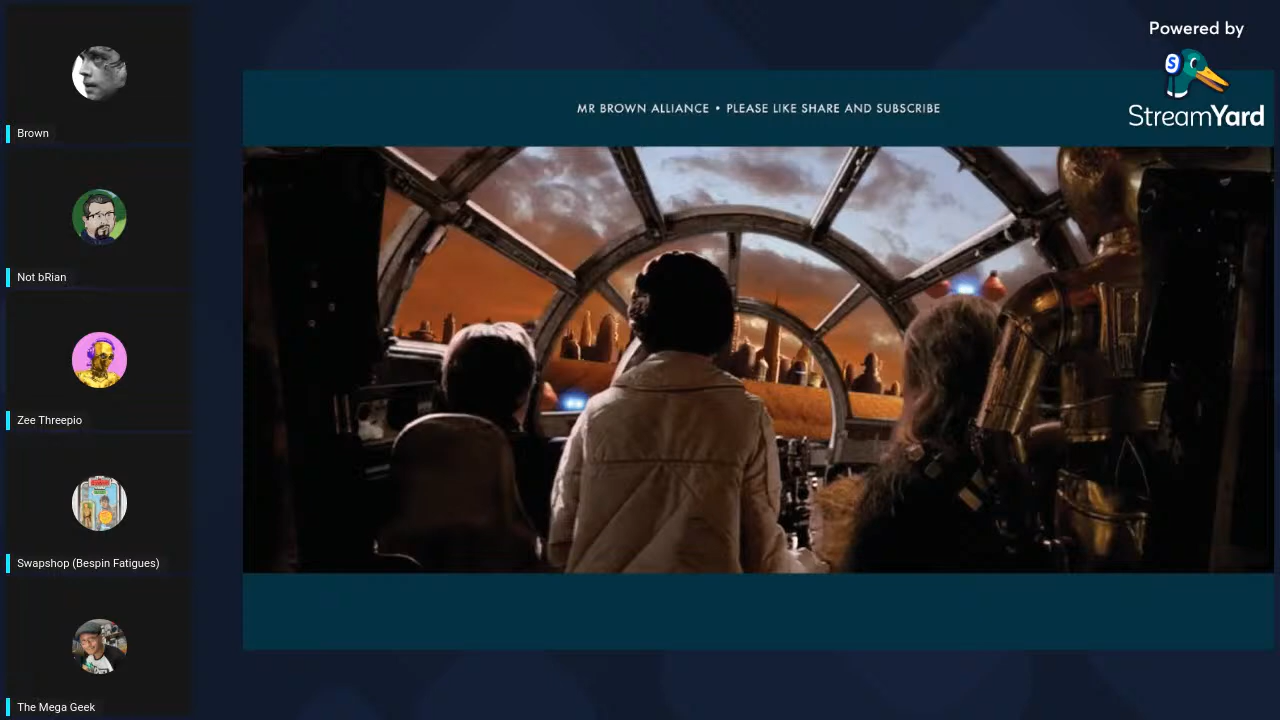 Powered by
S
StreamYard
MR BROWN ALLIANCE • PLEASE LIKE SHARE AND SUBSCRIBE
Brown
Not bRian
Zee Threepio
Swapshop (Bespin Fatigues)
The Mega Geek